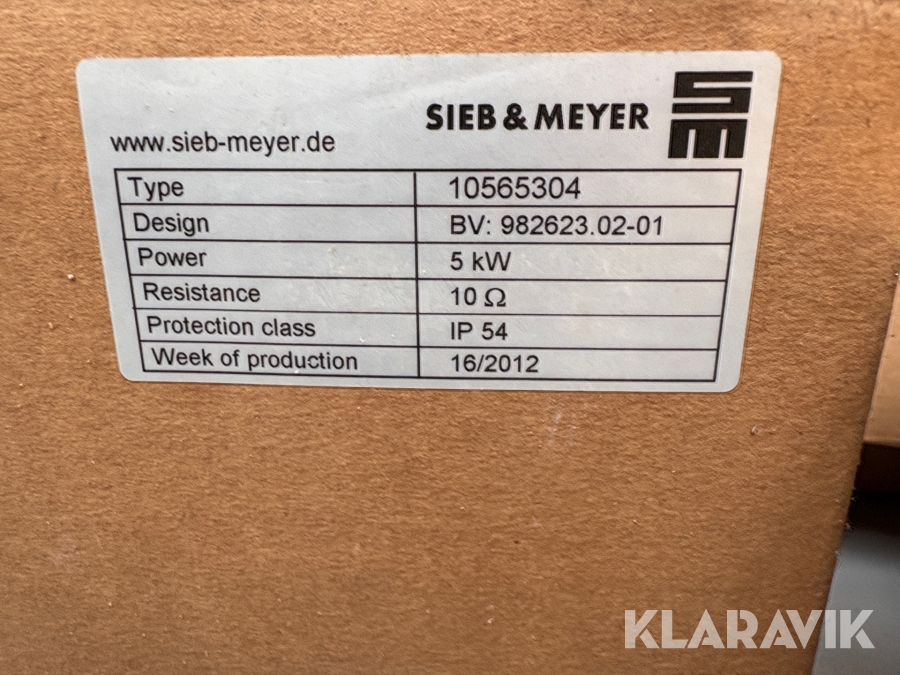 SIEB & MEYER
www.sieb-meyer.de
Type 10565304
Design BV: 982623.02-01
Power 5 kW
Resistance 10 Ω
Protection class IP 54
Week of production 16/2012
KLARAVIK